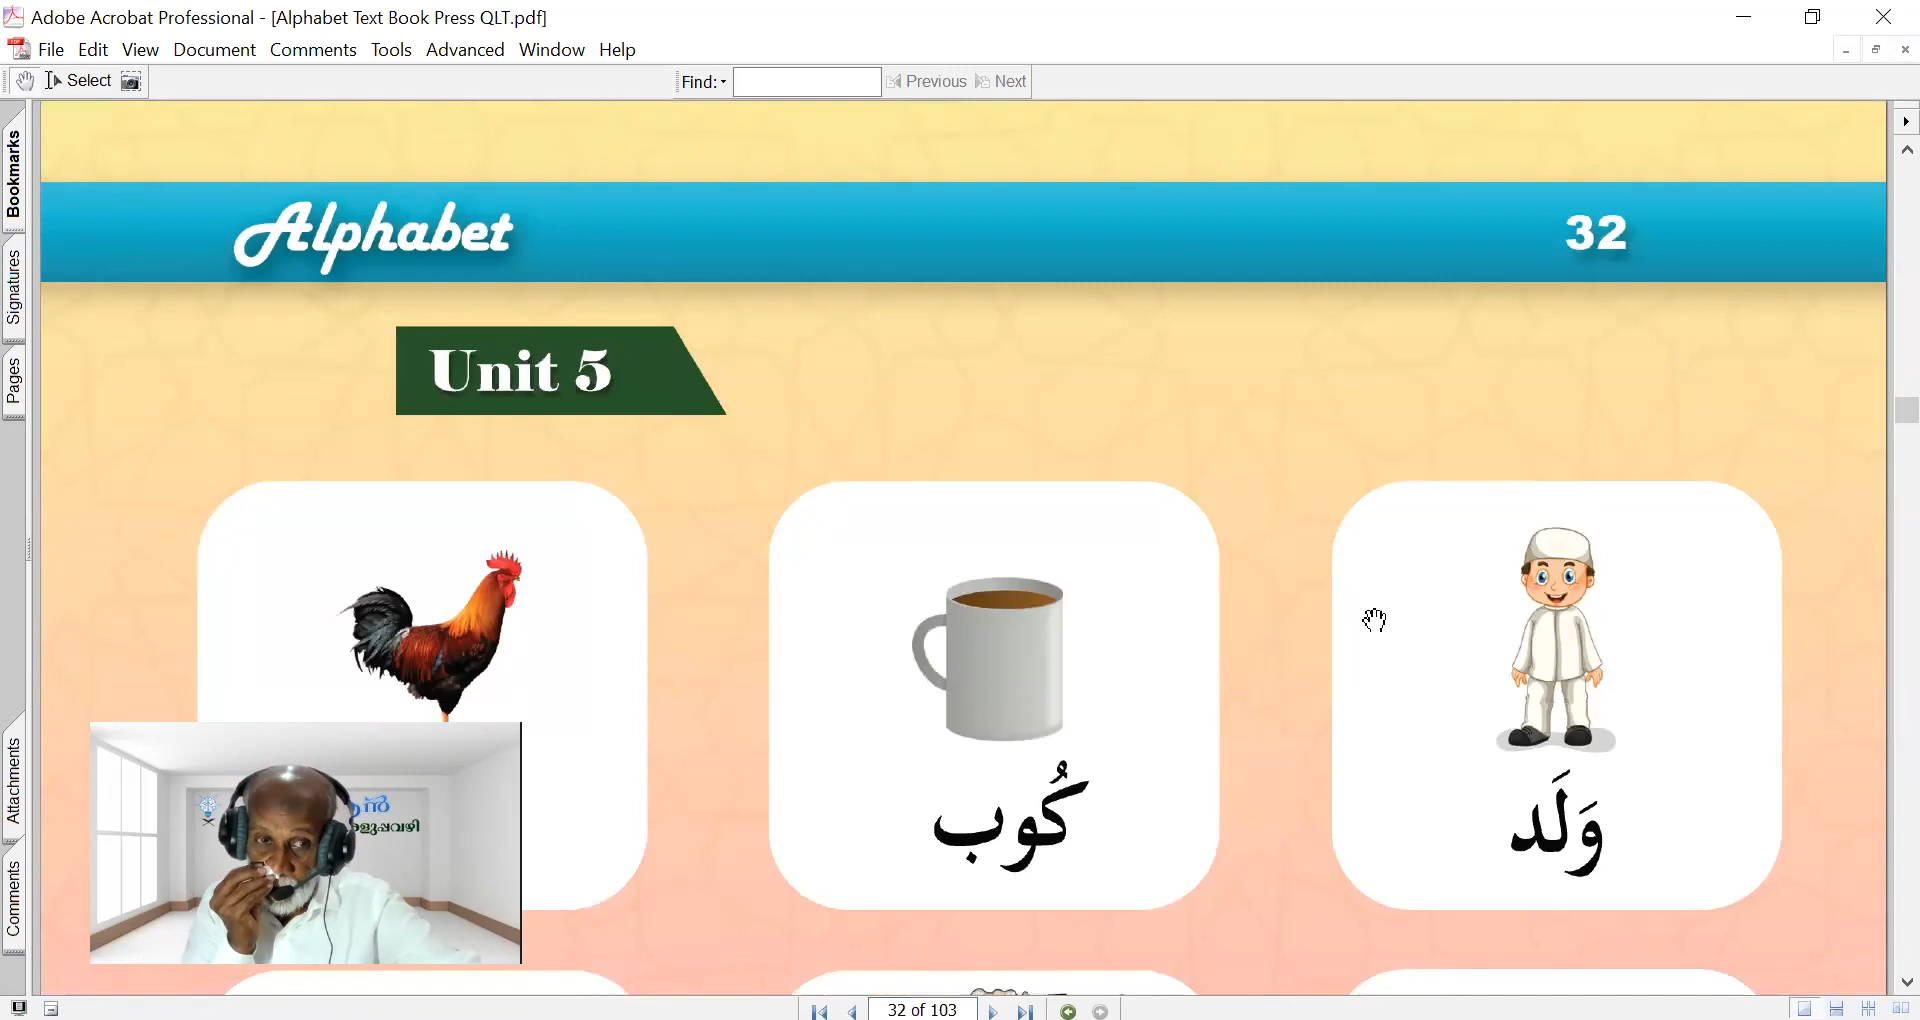 Adobe Acrobat Professional - [Alphabet Text Book Press QLT.pdf]
File Edit View Document Comments Tools Advanced Window Help
Select Find: Previous Next
Bookmarks
Signatures
Pages
Attachments
Comments
Alphabet 32
Unit 5
وَلَد
كُوب
32 of 103